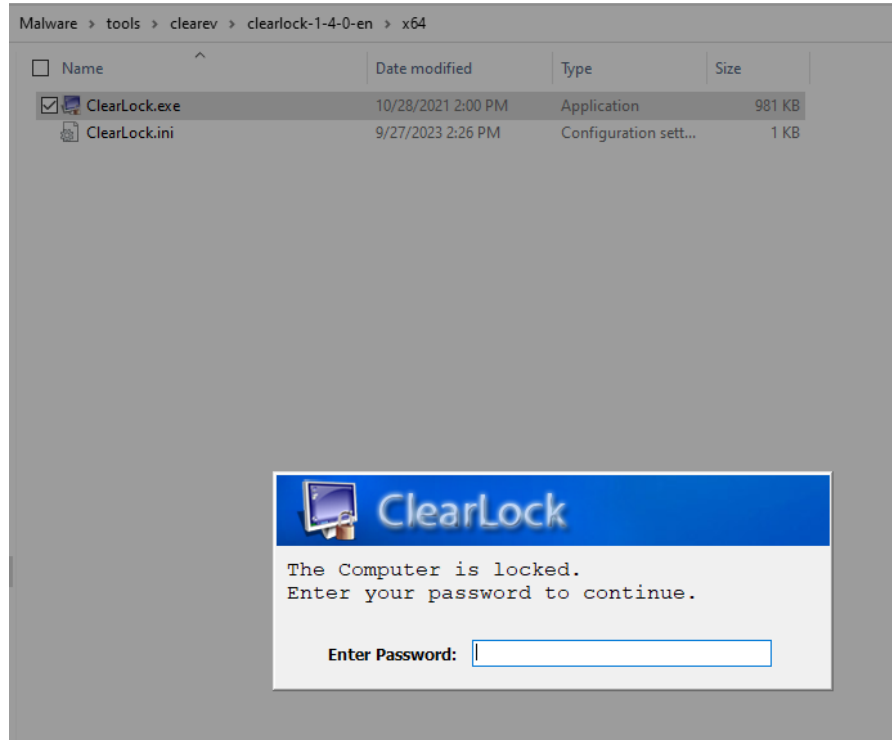 Malware > tools > clearev > clearlock-1-4-0-en > x64
Name Date modified Type Size
ClearLock.exe 10/28/2021 2:00 PM Application 981 KB
ClearLock.ini 9/27/2023 2:26 PM Configuration sett... 1 KB
ClearLock
The Computer is locked.
Enter your password to continue.
Enter Password: